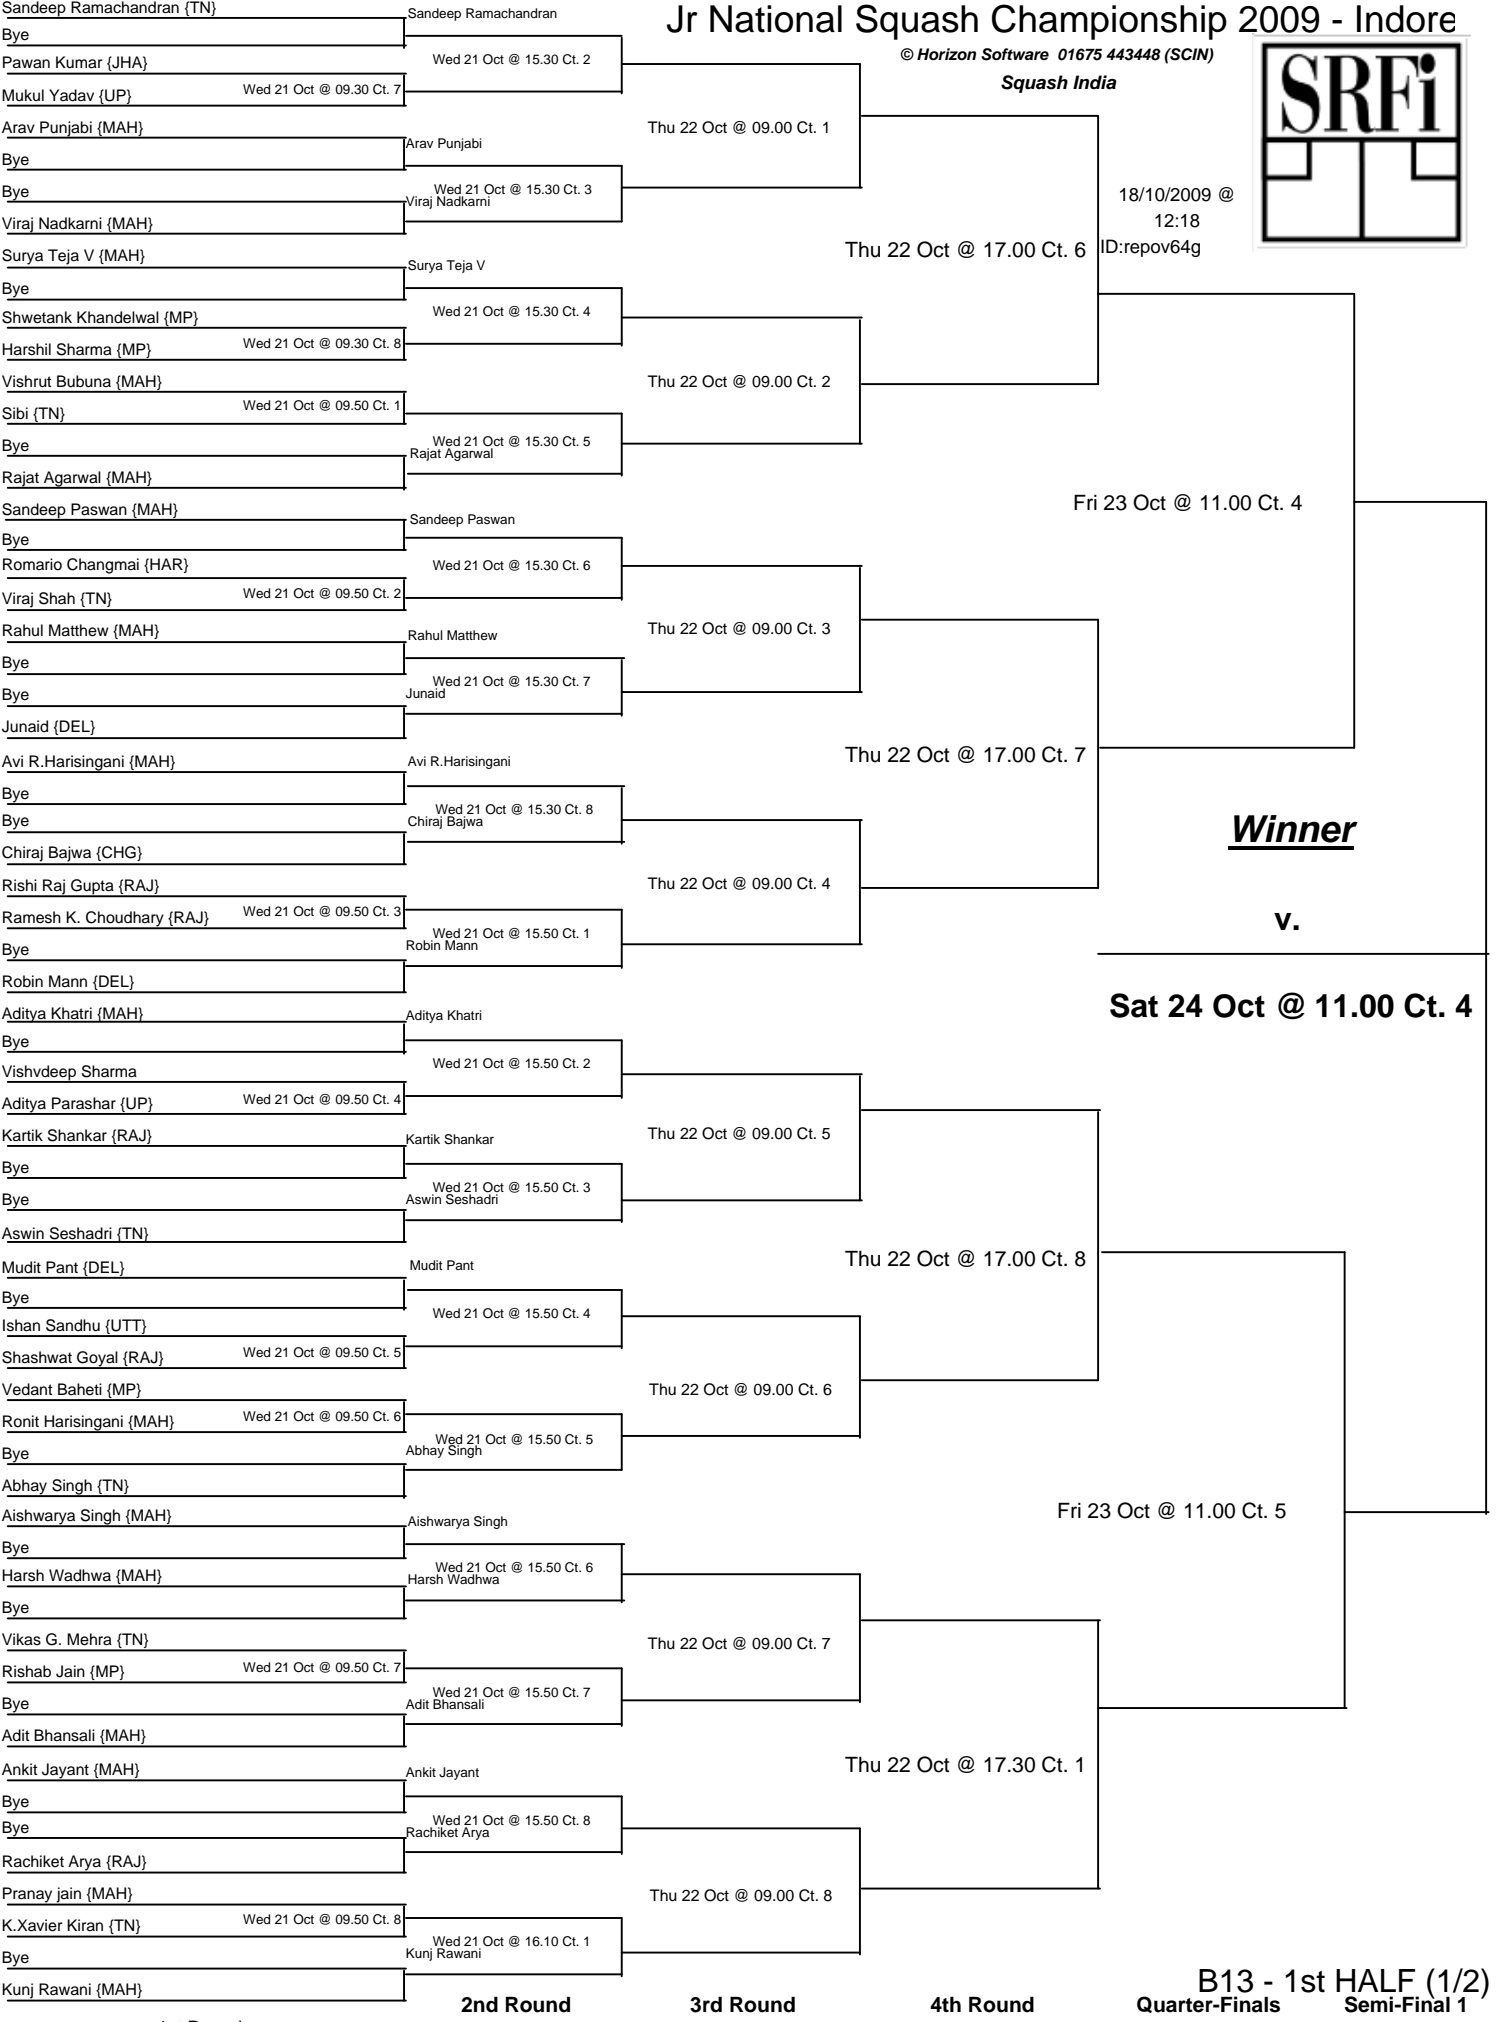 Jr National Squash Championship 2009 - Indore
© Horizon Software 01675 443448 (SCIN)
Squash India
SRFi
18/10/2009 @
12:18
ID:repov64g
Sandeep Ramachandran {TN}
Sandeep Ramachandran
Bye
Wed 21 Oct @ 15.30 Ct. 2
Pawan Kumar {JHA}
Wed 21 Oct @ 09.30 Ct. 7
Mukul Yadav {UP}
Thu 22 Oct @ 09.00 Ct. 1
Arav Punjabi {MAH}
Arav Punjabi
Bye
Wed 21 Oct @ 15.30 Ct. 3
Bye
Viraj Nadkarni
Viraj Nadkarni {MAH}
Thu 22 Oct @ 17.00 Ct. 6
Surya Teja V {MAH}
Surya Teja V
Bye
Wed 21 Oct @ 15.30 Ct. 4
Shwetank Khandelwal {MP}
Wed 21 Oct @ 09.30 Ct. 8
Harshil Sharma {MP}
Thu 22 Oct @ 09.00 Ct. 2
Vishrut Bubuna {MAH}
Wed 21 Oct @ 09.50 Ct. 1
Sibi {TN}
Wed 21 Oct @ 15.30 Ct. 5
Bye
Rajat Agarwal
Rajat Agarwal {MAH}
Fri 23 Oct @ 11.00 Ct. 4
Sandeep Paswan {MAH}
Sandeep Paswan
Bye
Romario Changmai {HAR}
Wed 21 Oct @ 15.30 Ct. 6
Wed 21 Oct @ 09.50 Ct. 2
Viraj Shah {TN}
Thu 22 Oct @ 09.00 Ct. 3
Rahul Matthew {MAH}
Rahul Matthew
Bye
Wed 21 Oct @ 15.30 Ct. 7
Bye
Junaid
Junaid {DEL}
Thu 22 Oct @ 17.00 Ct. 7
Avi R.Harisingani {MAH}
Avi R.Harisingani
Bye
Wed 21 Oct @ 15.30 Ct. 8
Bye
Chiraj Bajwa
Winner
Chiraj Bajwa {CHG}
Thu 22 Oct @ 09.00 Ct. 4
Rishi Raj Gupta {RAJ}
Wed 21 Oct @ 09.50 Ct. 3
Ramesh K. Choudhary {RAJ}
v.
Wed 21 Oct @ 15.50 Ct. 1
Bye
Robin Mann
Robin Mann {DEL}
Sat 24 Oct @ 11.00 Ct. 4
Aditya Khatri {MAH}
Aditya Khatri
Bye
Wed 21 Oct @ 15.50 Ct. 2
Vishvdeep Sharma
Wed 21 Oct @ 09.50 Ct. 4
Aditya Parashar {UP}
Thu 22 Oct @ 09.00 Ct. 5
Kartik Shankar {RAJ}
Kartik Shankar
Bye
Wed 21 Oct @ 15.50 Ct. 3
Bye
Aswin Seshadri
Aswin Seshadri {TN}
Thu 22 Oct @ 17.00 Ct. 8
Mudit Pant {DEL}
Mudit Pant
Bye
Wed 21 Oct @ 15.50 Ct. 4
Ishan Sandhu {UTT}
Wed 21 Oct @ 09.50 Ct. 5
Shashwat Goyal {RAJ}
Thu 22 Oct @ 09.00 Ct. 6
Vedant Baheti {MP}
Wed 21 Oct @ 09.50 Ct. 6
Ronit Harisingani {MAH}
Wed 21 Oct @ 15.50 Ct. 5
Bye
Abhay Singh
Abhay Singh {TN}
Fri 23 Oct @ 11.00 Ct. 5
Aishwarya Singh {MAH}
Aishwarya Singh
Bye
Wed 21 Oct @ 15.50 Ct. 6
Harsh Wadhwa {MAH}
Harsh Wadhwa
Bye
Vikas G. Mehra {TN}
Thu 22 Oct @ 09.00 Ct. 7
Wed 21 Oct @ 09.50 Ct. 7
Rishab Jain {MP}
Wed 21 Oct @ 15.50 Ct. 7
Bye
Adit Bhansali
Adit Bhansali {MAH}
Thu 22 Oct @ 17.30 Ct. 1
Ankit Jayant {MAH}
Ankit Jayant
Bye
Wed 21 Oct @ 15.50 Ct. 8
Bye
Rachiket Arya
Rachiket Arya {RAJ}
Pranay jain {MAH}
Thu 22 Oct @ 09.00 Ct. 8
Wed 21 Oct @ 09.50 Ct. 8
K.Xavier Kiran {TN}
Wed 21 Oct @ 16.10 Ct. 1
Bye
Kunj Rawani
Kunj Rawani {MAH}
B13 - 1st HALF (1/2)
2nd Round 3rd Round 4th Round Quarter-Finals Semi-Final 1